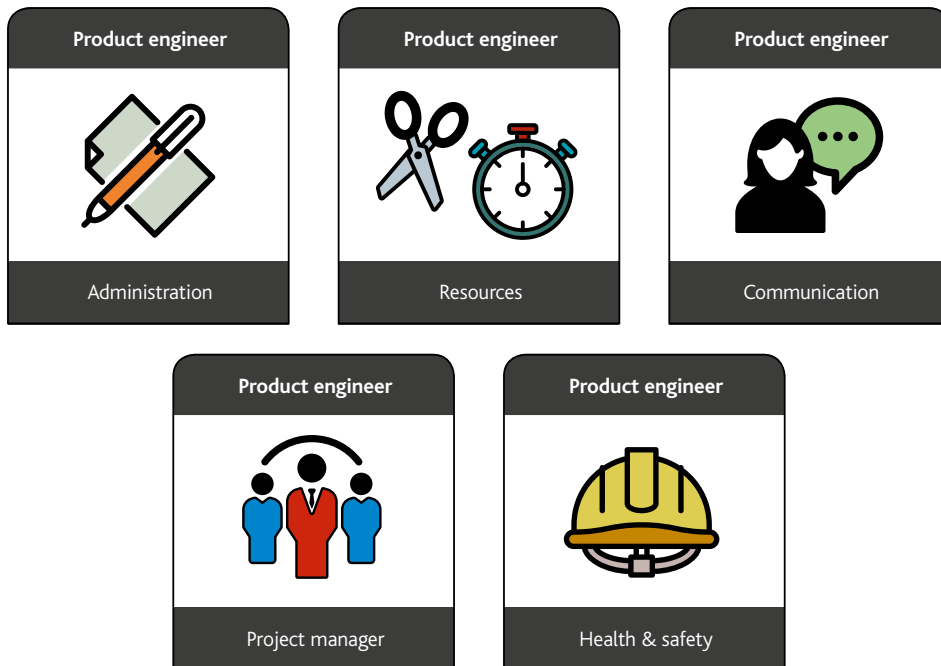 Product engineer
Administration
Product engineer
Resources
Product engineer
Communication
Product engineer
Project manager
Product engineer
Health & safety